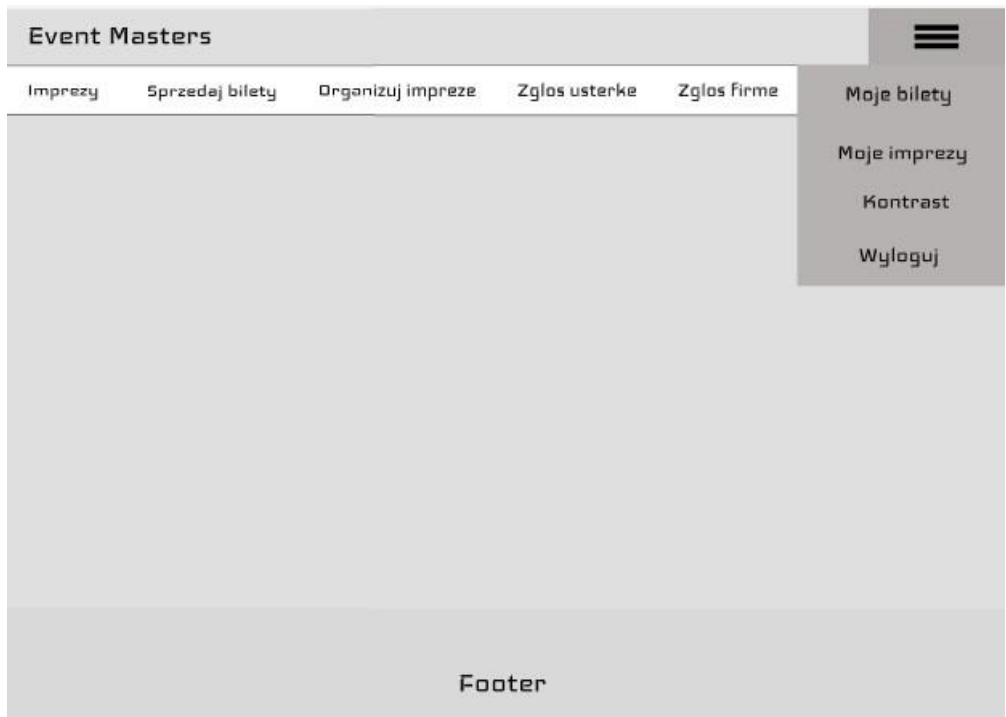 Event Masters
Imprezy Sprzedaj bilety Organizuj impreze Zglos usterke Zglos firme
Moje bilety
Moje imprezy
Kontrast
Wyloguj
Footer